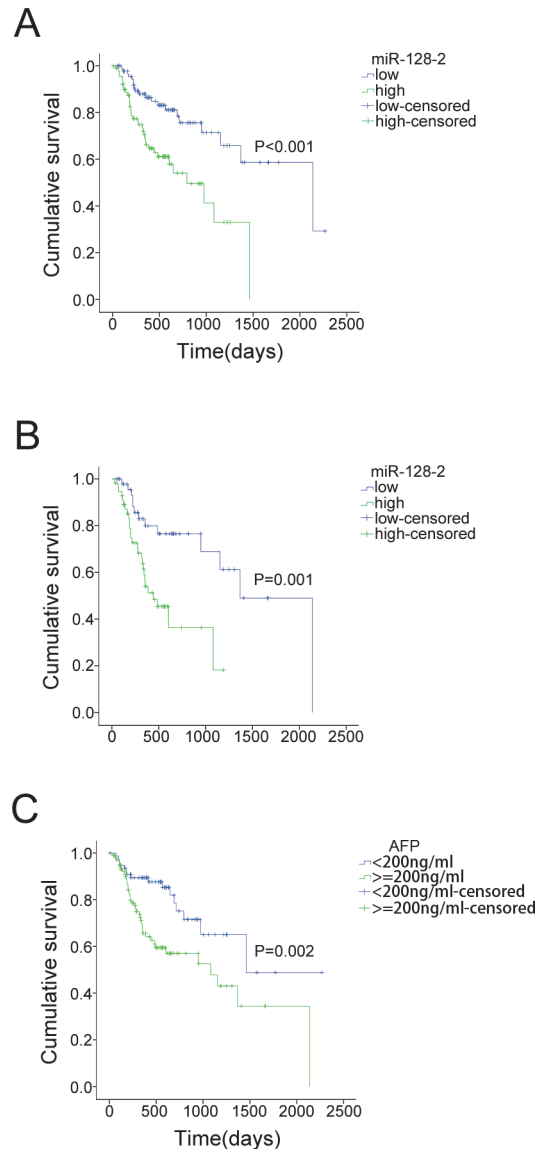 A
miR-128-2
low
high
low-censored
high-censored
P<0.001
Cumulative survival
1.0
0.8
0.6
0.4
0.2
0.0
0 500 1000 1500 2000 2500
Time(days)
B
miR-128-2
low
high
low-censored
high-censored
P=0.001
Cumulative survival
1.0
0.8
0.6
0.4
0.2
0.0
0 500 1000 1500 2000 2500
C
AFP
<200ng/ml
>=200ng/ml
<200ng/ml-censored
>=200ng/ml-censored
P=0.002
Cumulative survival
1.0
0.8
0.6
0.4
0.2
0.0
0 500 1000 1500 2000 2500
Time(days)